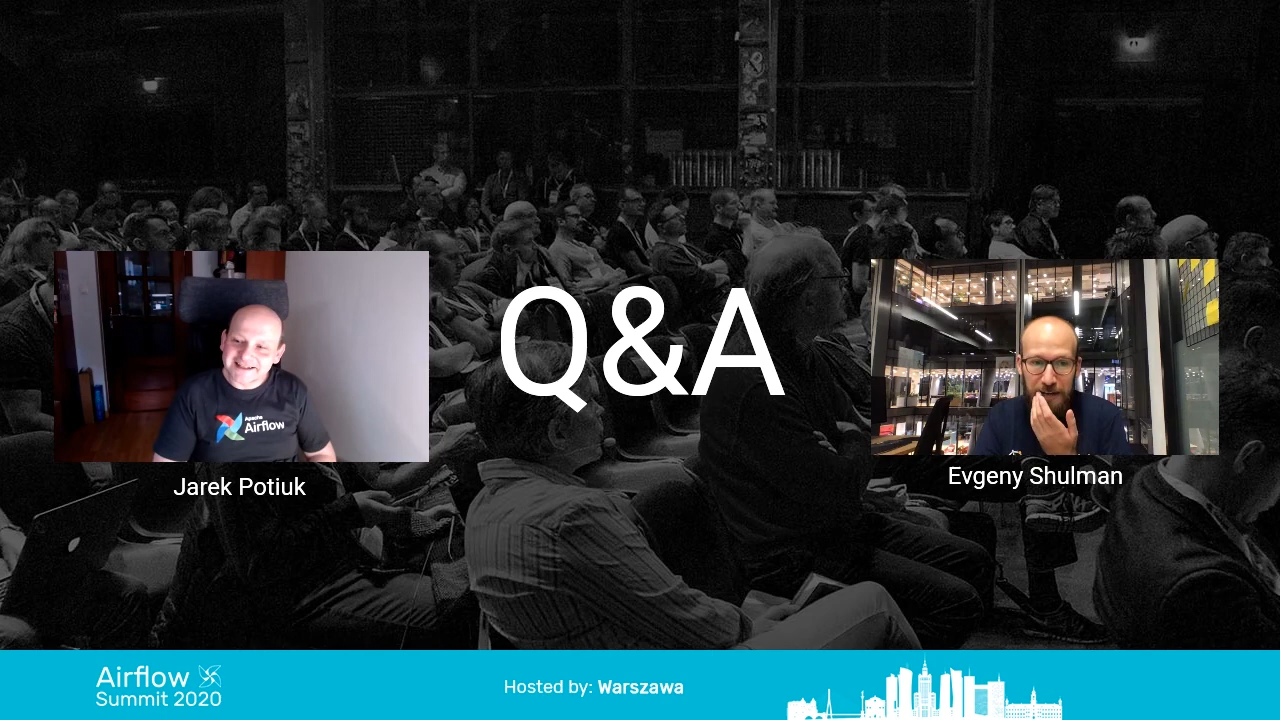 Q&A
Apache
Airflow
Jarek Potiuk
Evgeny Shulman
Airflow
Summit 2020
Hosted by: Warszawa